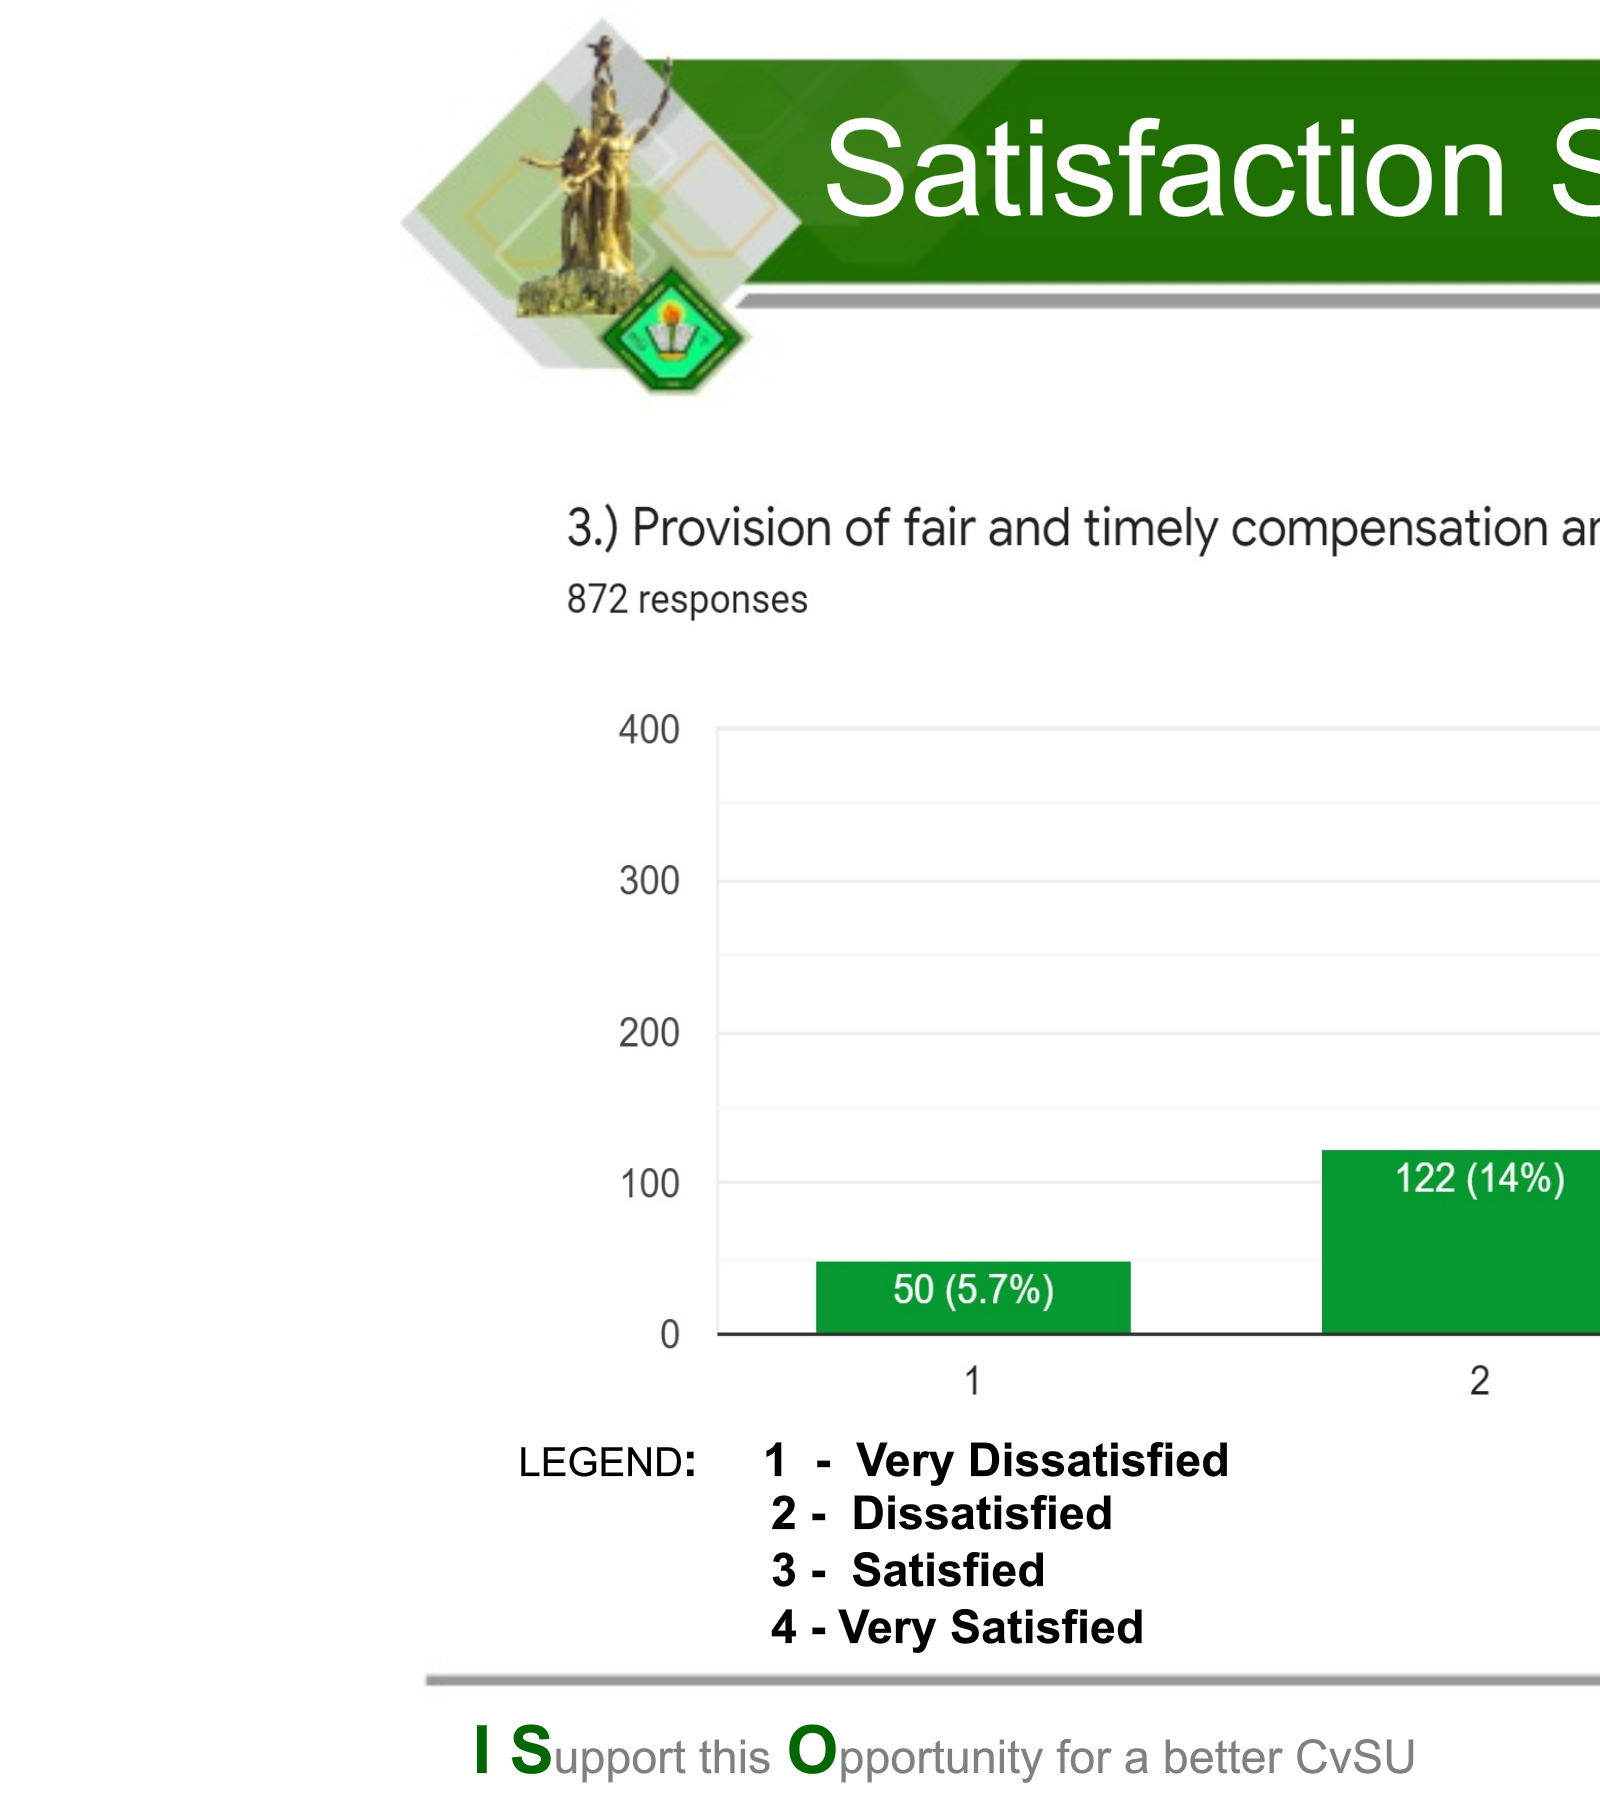 Satisfaction S
3.) Provision of fair and timely compensation ar
872 responses
400
300
200
100
0
50 (5.7%)
122 (14%)
1
2
LEGEND: 1 - Very Dissatisfied
2 - Dissatisfied
3 - Satisfied
4 - Very Satisfied
I Support this Opportunity for a better CvSU